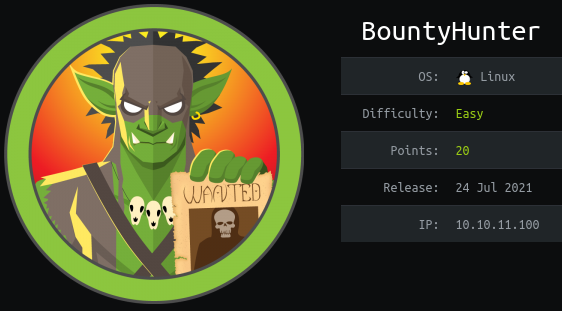 BountyHunter
OS: Linux
Difficulty: Easy
Points: 20
Release: 24 Jul 2021
IP: 10.10.11.100
WANTED